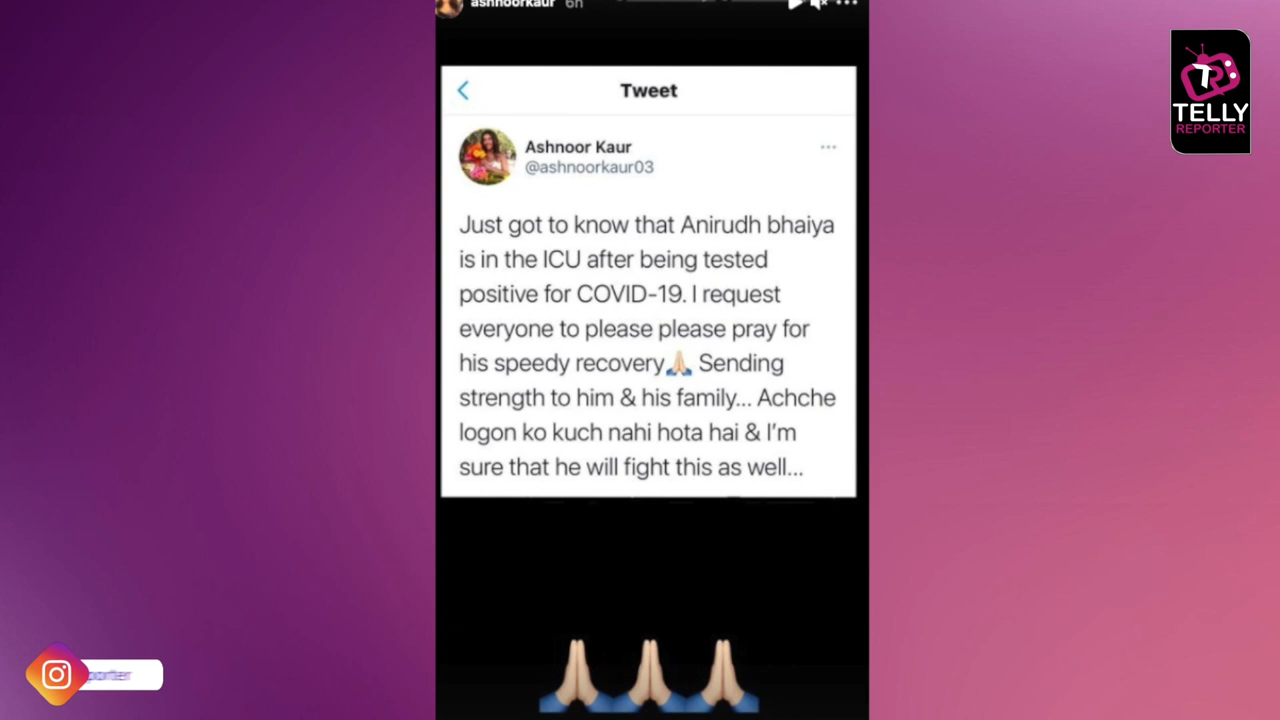 ashnoorkaur 6h
Tweet
Ashnoor Kaur
@ashnoorkaur03
Just got to know that Anirudh bhaiya
is in the ICU after being tested
positive for COVID-19. I request
everyone to please please pray for
his speedy recovery🙏🏻 Sending
strength to him & his family... Achche
logon ko kuch nahi hota hai & I'm
sure that he will fight this as well...
TR
TELLY
REPORTER